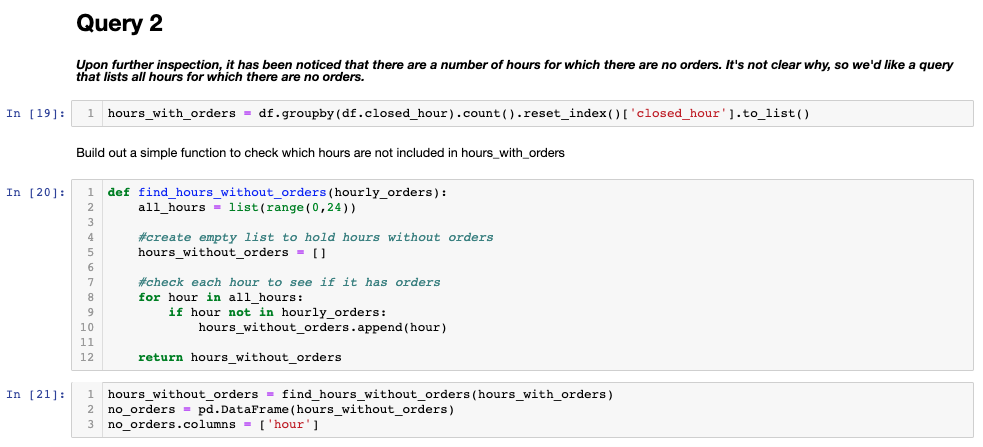 Query 2
Upon further inspection, it has been noticed that there are a number of hours for which there are no orders. It's not clear why, so we'd like a query
that lists all hours for which there are no orders.
In [19]:
1 hours_with_orders = df.groupby(df.closed_hour).count().reset_index()['closed_hour'].to_list()
Build out a simple function to check which hours are not included in hours_with_orders
In [20]:
1 def find_hours_without_orders(hourly_orders):
2     all_hours = list(range(0,24))
3
4     #create empty list to hold hours without orders
5     hours_without_orders = []
6
7     #check each hour to see if it has orders
8     for hour in all_hours:
9         if hour not in hourly_orders:
10             hours_without_orders.append(hour)
11
12     return hours_without_orders
In [21]:
1 hours_without_orders = find_hours_without_orders(hours_with_orders)
2 no_orders = pd.DataFrame(hours_without_orders)
3 no_orders.columns = ['hour']